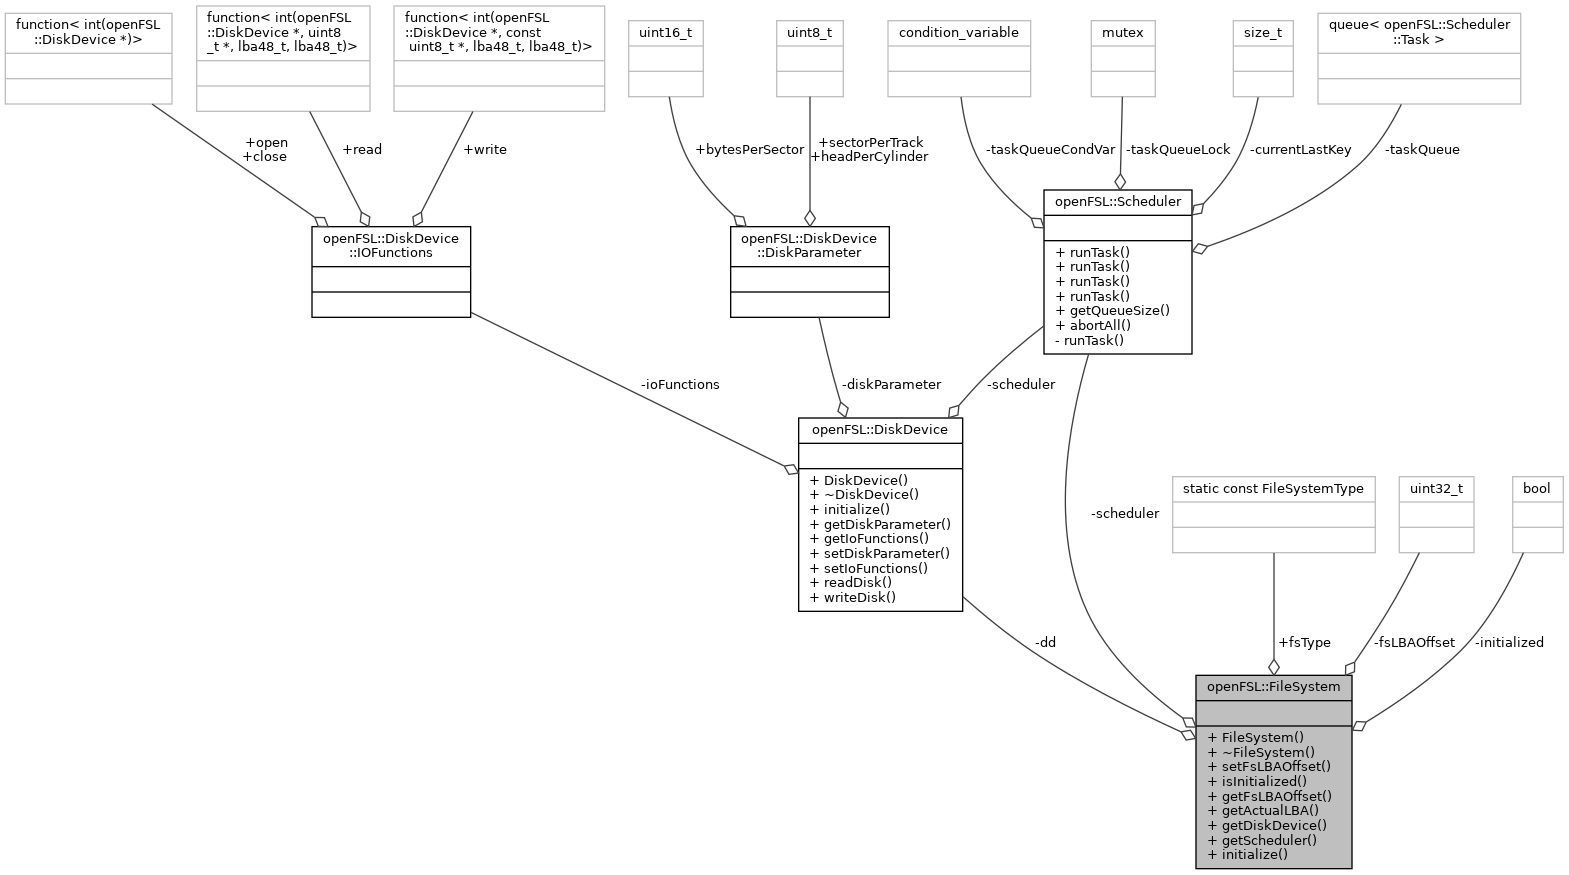 function< int(openFSL
::DiskDevice *)>
function< int(openFSL
::DiskDevice *, uint8
_t *, lba48_t, lba48_t)>
function< int(openFSL
::DiskDevice *, const
uint8_t *, lba48_t, lba48_t)>
uint16_t
uint8_t
condition_variable
mutex
size_t
queue< openFSL::Scheduler
::Task >
+open
+close
+read
+write
+bytesPerSector
+sectorPerTrack
+headPerCylinder
-taskQueueCondVar
-taskQueueLock
-currentLastKey
-taskQueue
openFSL::DiskDevice
::IOFunctions
openFSL::DiskDevice
::DiskParameter
openFSL::Scheduler
+ runTask()
+ runTask()
+ runTask()
+ runTask()
+ getQueueSize()
+ abortAll()
- runTask()
-ioFunctions
-diskParameter
-scheduler
openFSL::DiskDevice
+ DiskDevice()
+ ~DiskDevice()
+ initialize()
+ getDiskParameter()
+ getIoFunctions()
+ setDiskParameter()
+ setIoFunctions()
+ readDisk()
+ writeDisk()
-scheduler
static const FileSystemType
uint32_t
bool
-dd
+fsType
-fsLBAOffset
-initialized
openFSL::FileSystem
+ FileSystem()
+ ~FileSystem()
+ setFsLBAOffset()
+ isInitialized()
+ getFsLBAOffset()
+ getActualLBA()
+ getDiskDevice()
+ getScheduler()
+ initialize()